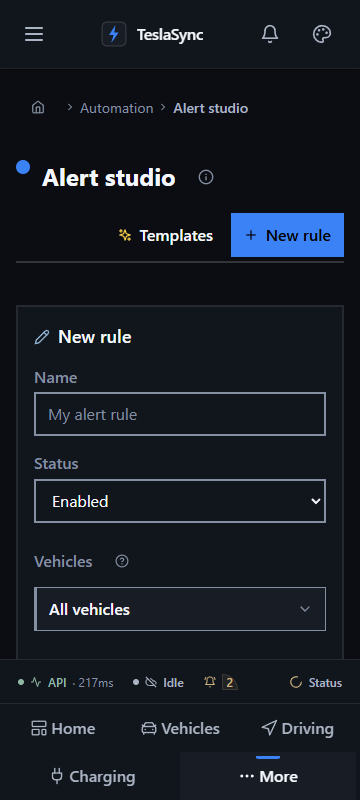 TeslaSync
Automation Alert studio
Alert studio
Templates New rule
New rule
Name
My alert rule
Status
Enabled
Vehicles
All vehicles
API · 217ms Idle 2 Status
Home Vehicles Driving
Charging More